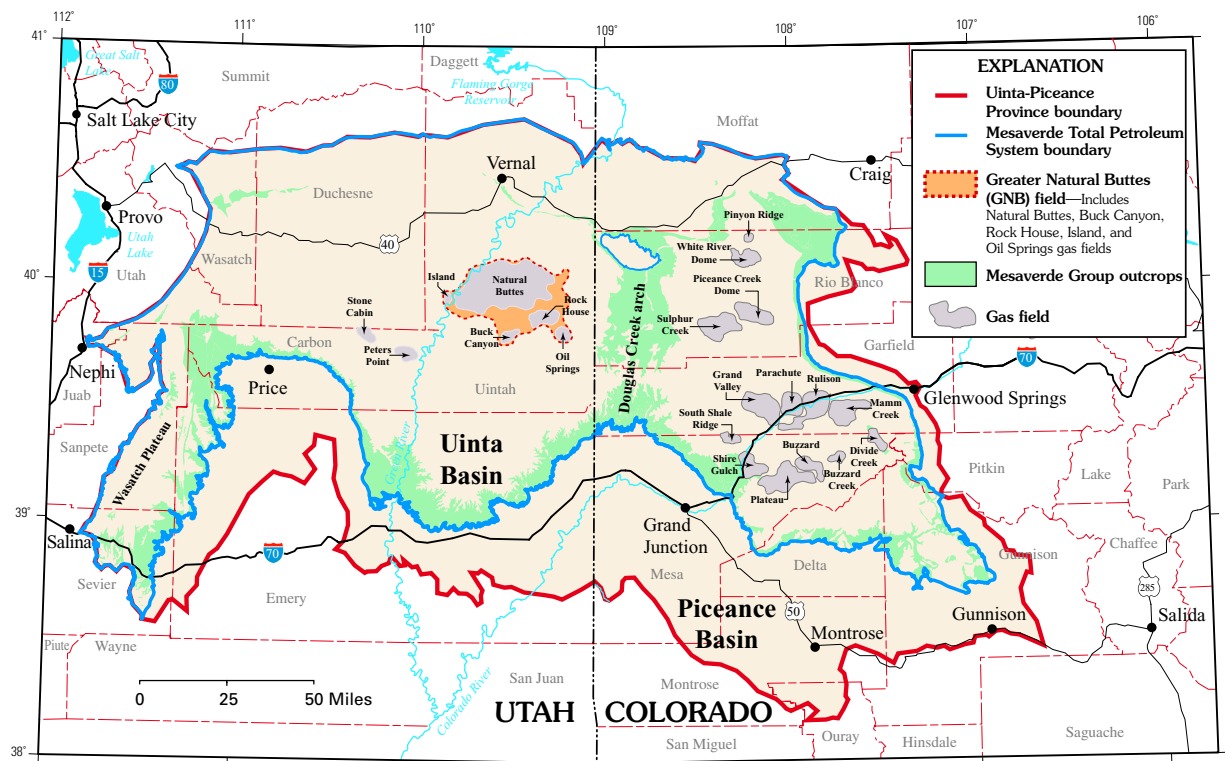 112°
111°
110°
109°
108°
107°
106°
41°
40°
39°
38°
EXPLANATION
Uinta-Piceance
Province boundary
Mesaverde Total Petroleum
System boundary
Greater Natural Buttes
(GNB) field—Includes
Natural Buttes, Buck Canyon,
Rock House, Island, and
Oil Springs gas fields
Mesaverde Group outcrops
Gas field
Great Salt
Lake
80
Summit
Daggett
Flaming Gorge
Reservoir
Moffat
Salt Lake City
Vernal
Craig
Duchesne
Provo
Utah
Lake
15
Utah
Wasatch
40
Pinyon Ridge
White River
Dome
Piceance Creek
Dome
Rio Blanco
Island
Natural
Buttes
Rock
House
Stone
Cabin
Buck
Canyon
Oil
Springs
Peters
Point
Sulphur
Creek
Douglas Creek arch
Garfield
70
Nephi
Carbon
Price
Uintah
Juab
Grand
Valley
Parachute
Rulison
Mamm
Creek
Glenwood Springs
South Shale
Ridge
Sanpete
Wasatch Plateau
Uinta
Basin
Green River
Shire
Gulch
Buzzard
Divide
Creek
Buzzard
Creek
Plateau
Pitkin
Lake
Park
Salina
70
Grand
Junction
Chaffee
Sevier
Emery
Mesa
Delta
Gunnison
285
Piceance
Basin
50
Montrose
Gunnison
Salida
Piute
Wayne
0
25
50 Miles
San Juan
Colorado River
Montrose
UTAH
COLORADO
San Miguel
Ouray
Hinsdale
Saguache